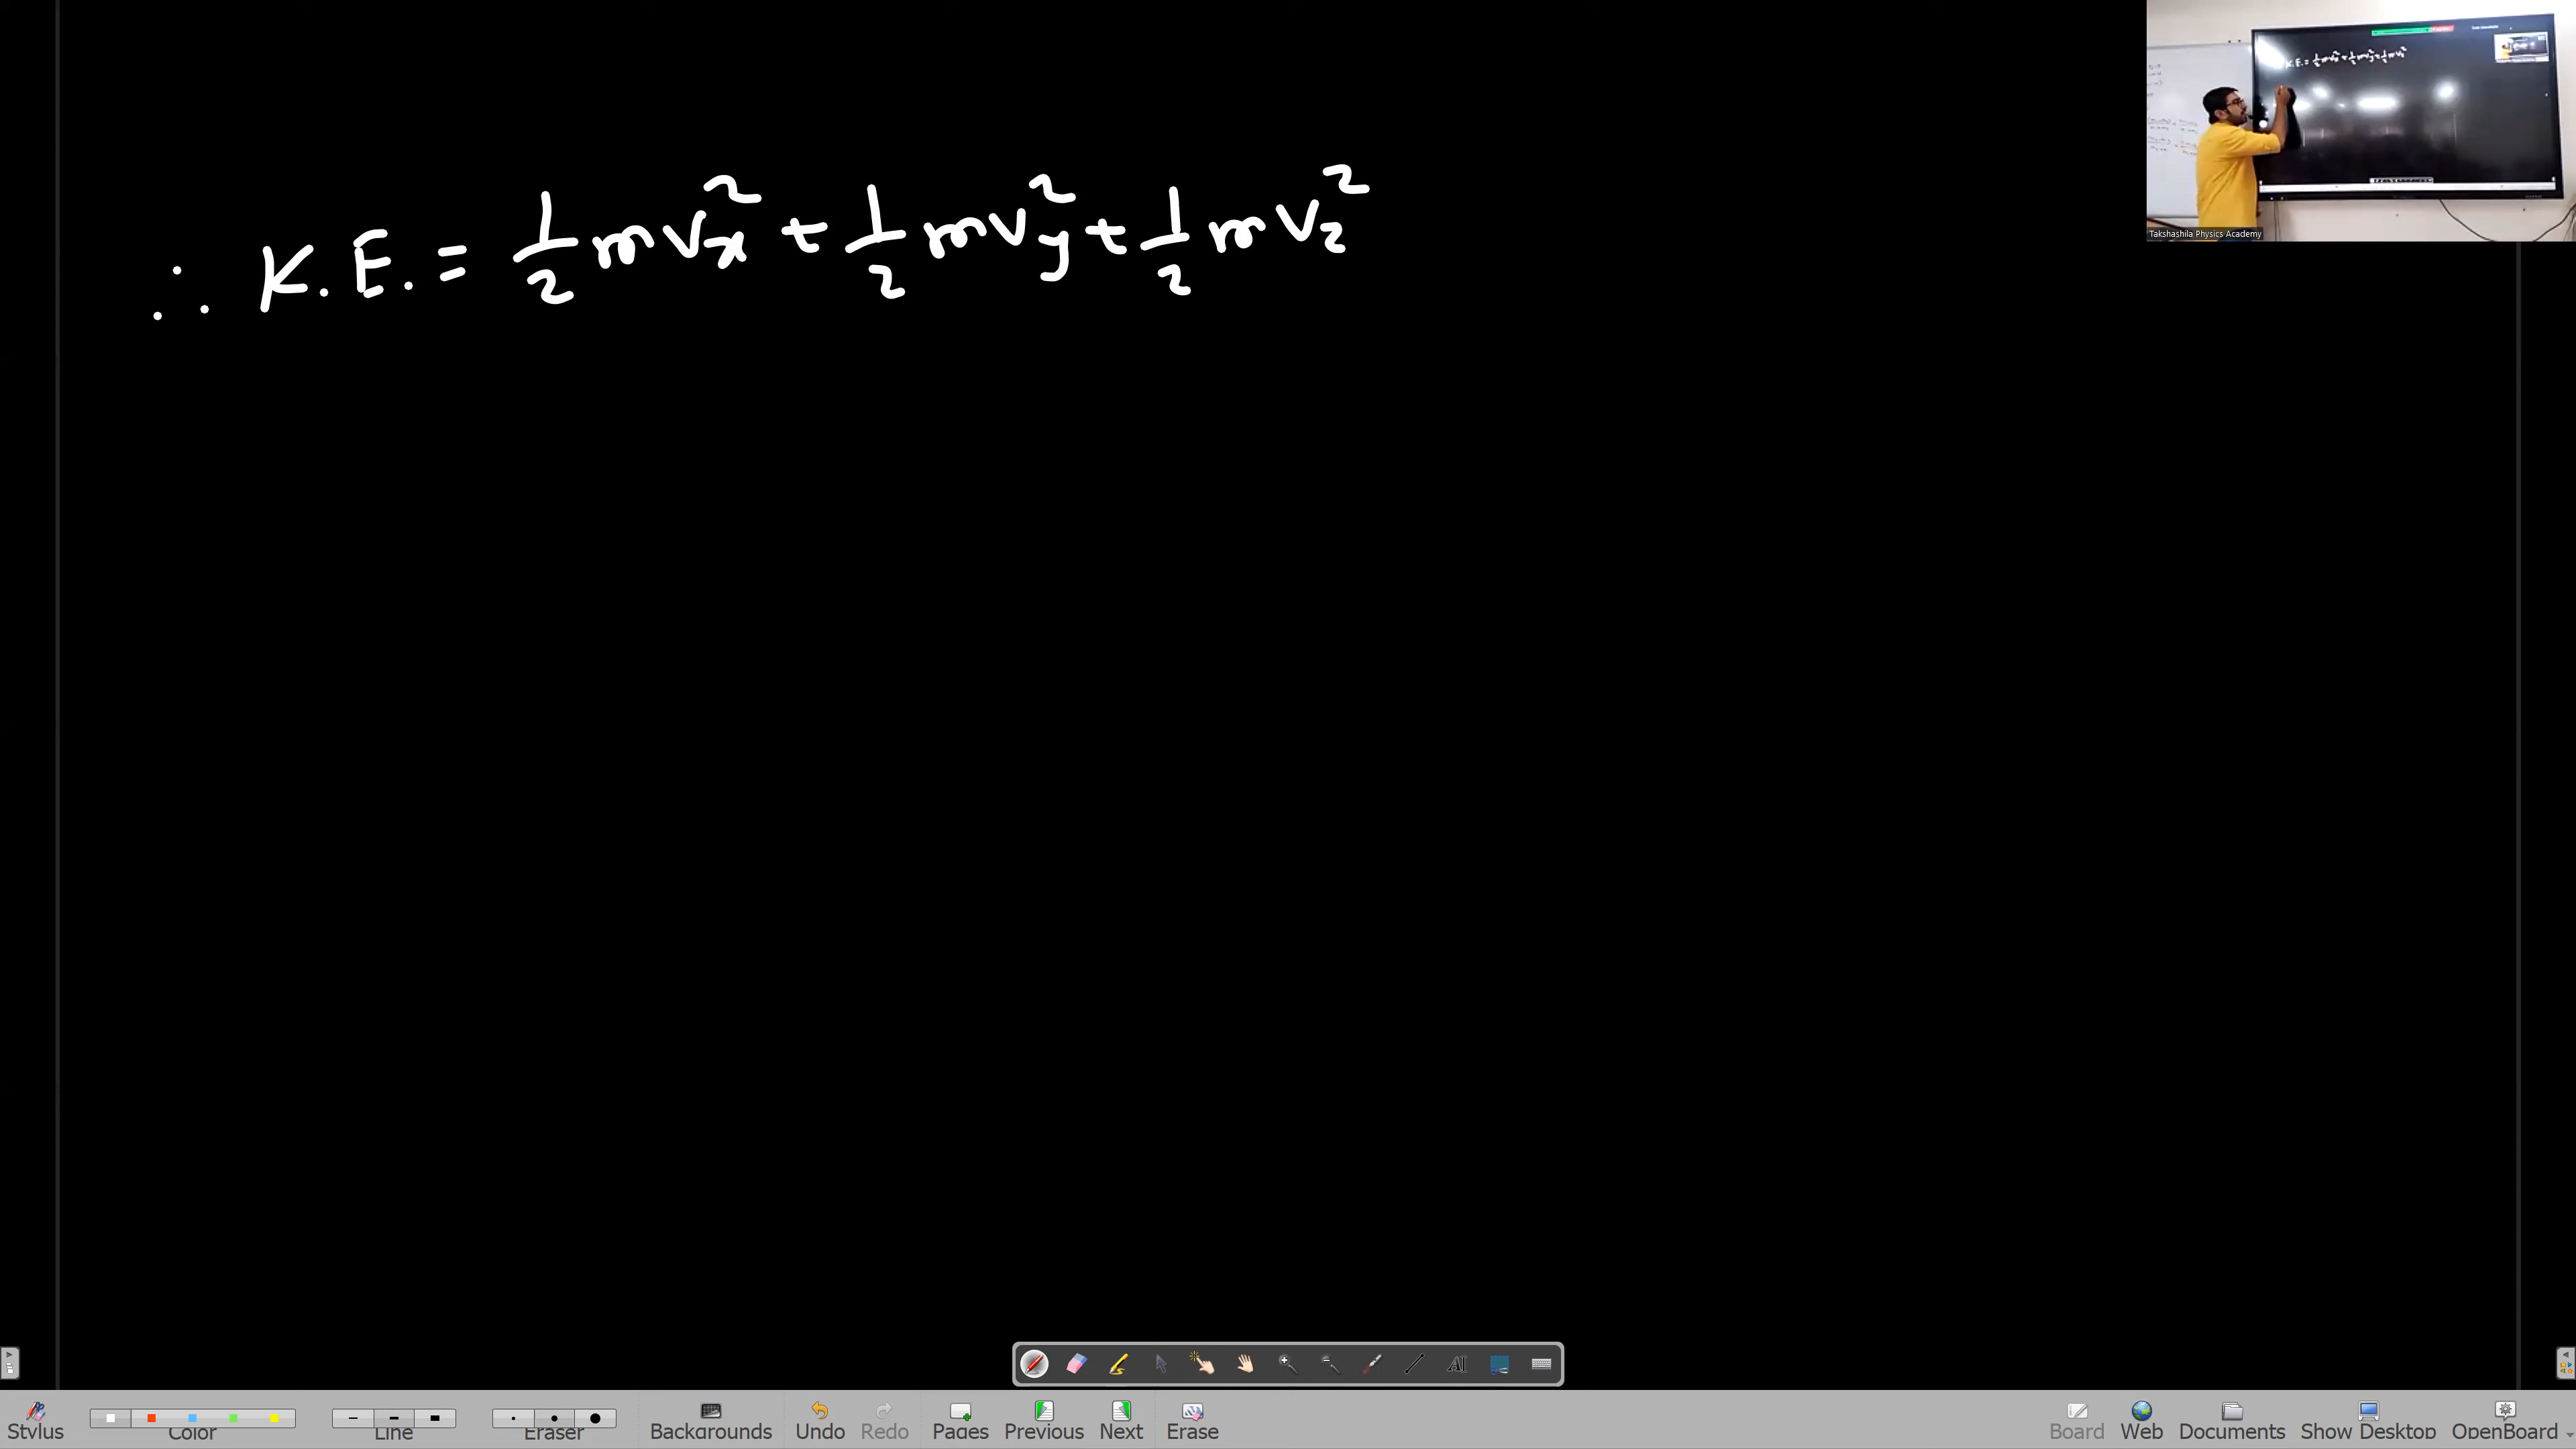 ∴ K.E. = 1/2 mvx² + 1/2 mvy² + 1/2 mvz²
Takshashila Physics Academy
Stylus
Color
Line
Eraser
Backgrounds
Undo
Redo
Pages
Previous
Next
Erase
Board
Web
Documents
Show Desktop
OpenBoard